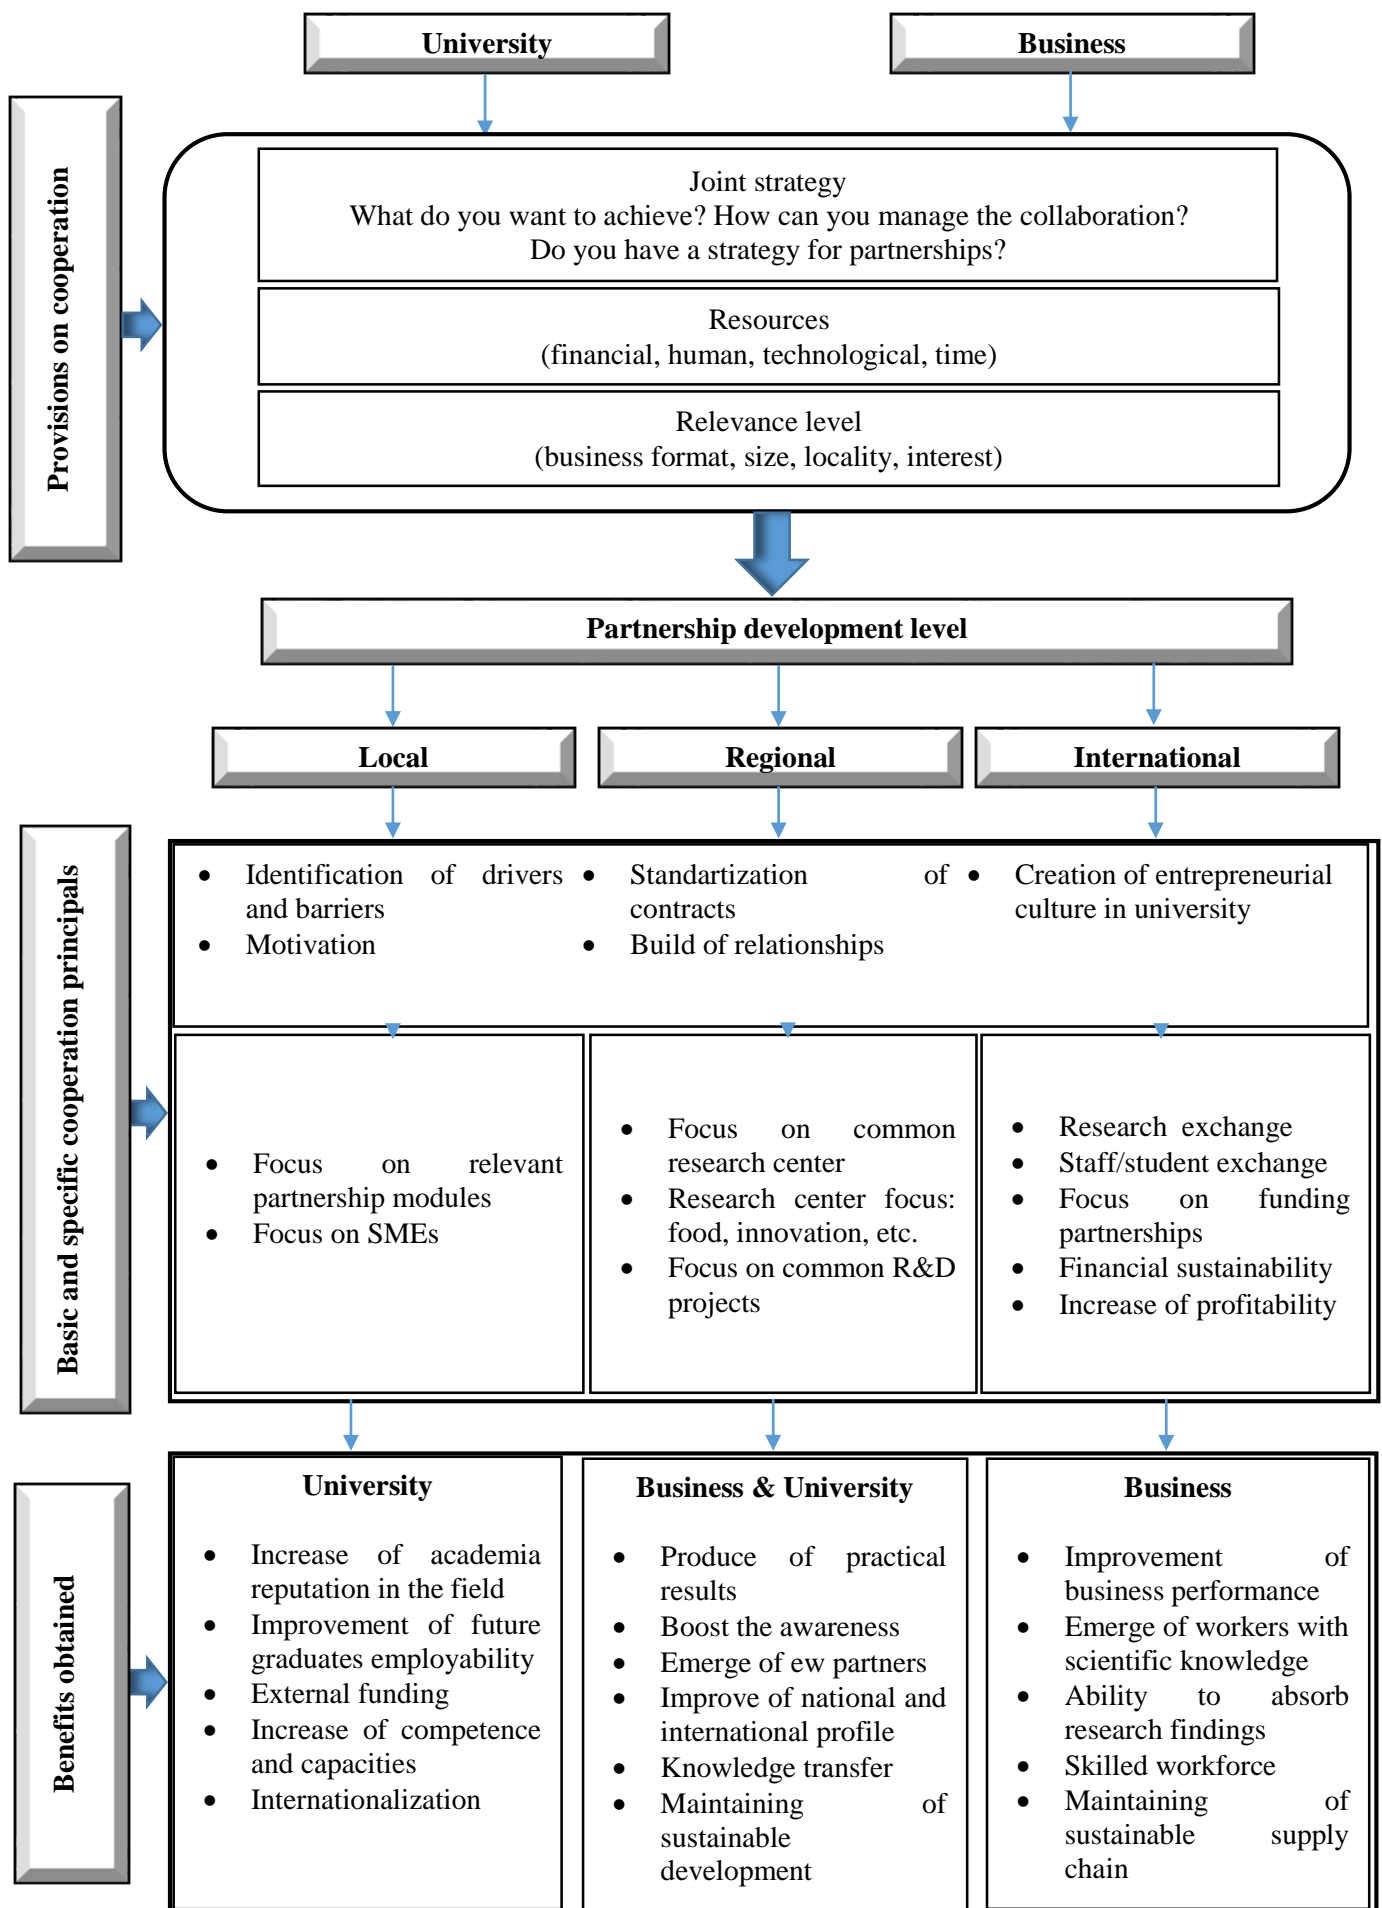 University
Business
Provisions on cooperation
Joint strategy
What do you want to achieve? How can you manage the collaboration?
Do you have a strategy for partnerships?
Resources
(financial, human, technological, time)
Relevance level
(business format, size, locality, interest)
Partnership development level
Local
Regional
International
Basic and specific cooperation principals
• Identification of drivers
and barriers
• Motivation
• Standartization of
contracts
• Build of relationships
• Creation of entrepreneurial
culture in university
• Focus on relevant
partnership modules
• Focus on SMEs
• Focus on common
research center
• Research center focus:
food, innovation, etc.
• Focus on common R&D
projects
• Research exchange
• Staff/student exchange
• Focus on funding
partnerships
• Financial sustainability
• Increase of profitability
Benefits obtained
University
• Increase of academia
reputation in the field
• Improvement of future
graduates employability
• External funding
• Increase of competence
and capacities
• Internationalization
Business & University
• Produce of practical
results
• Boost the awareness
• Emerge of ew partners
• Improve of national and
international profile
• Knowledge transfer
• Maintaining of
sustainable
development
Business
• Improvement of
business performance
• Emerge of workers with
scientific knowledge
• Ability to absorb
research findings
• Skilled workforce
• Maintaining of
sustainable supply
chain